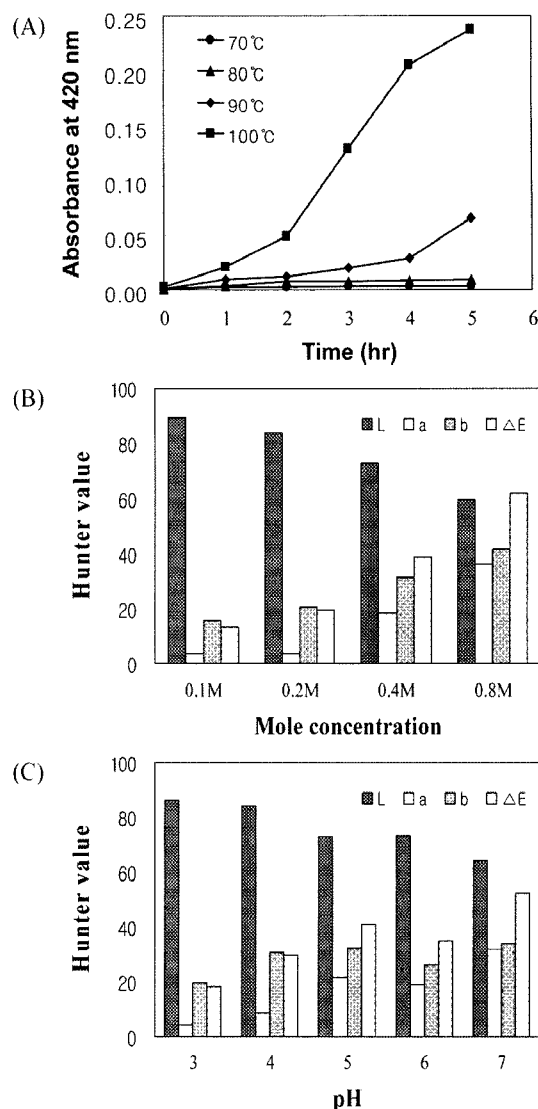 (A)
0.25
0.20
0.15
0.10
0.05
0.00
Absorbance at 420 nm
70℃
80℃
90℃
100℃
0 1 2 3 4 5 6
Time (hr)
(B)
100
80
60
40
20
0
Hunter value
L a b △E
0.1M 0.2M 0.4M 0.8M
Mole concentration
(C)
100
80
60
40
20
0
Hunter value
L a b △E
3 4 5 6 7
pH